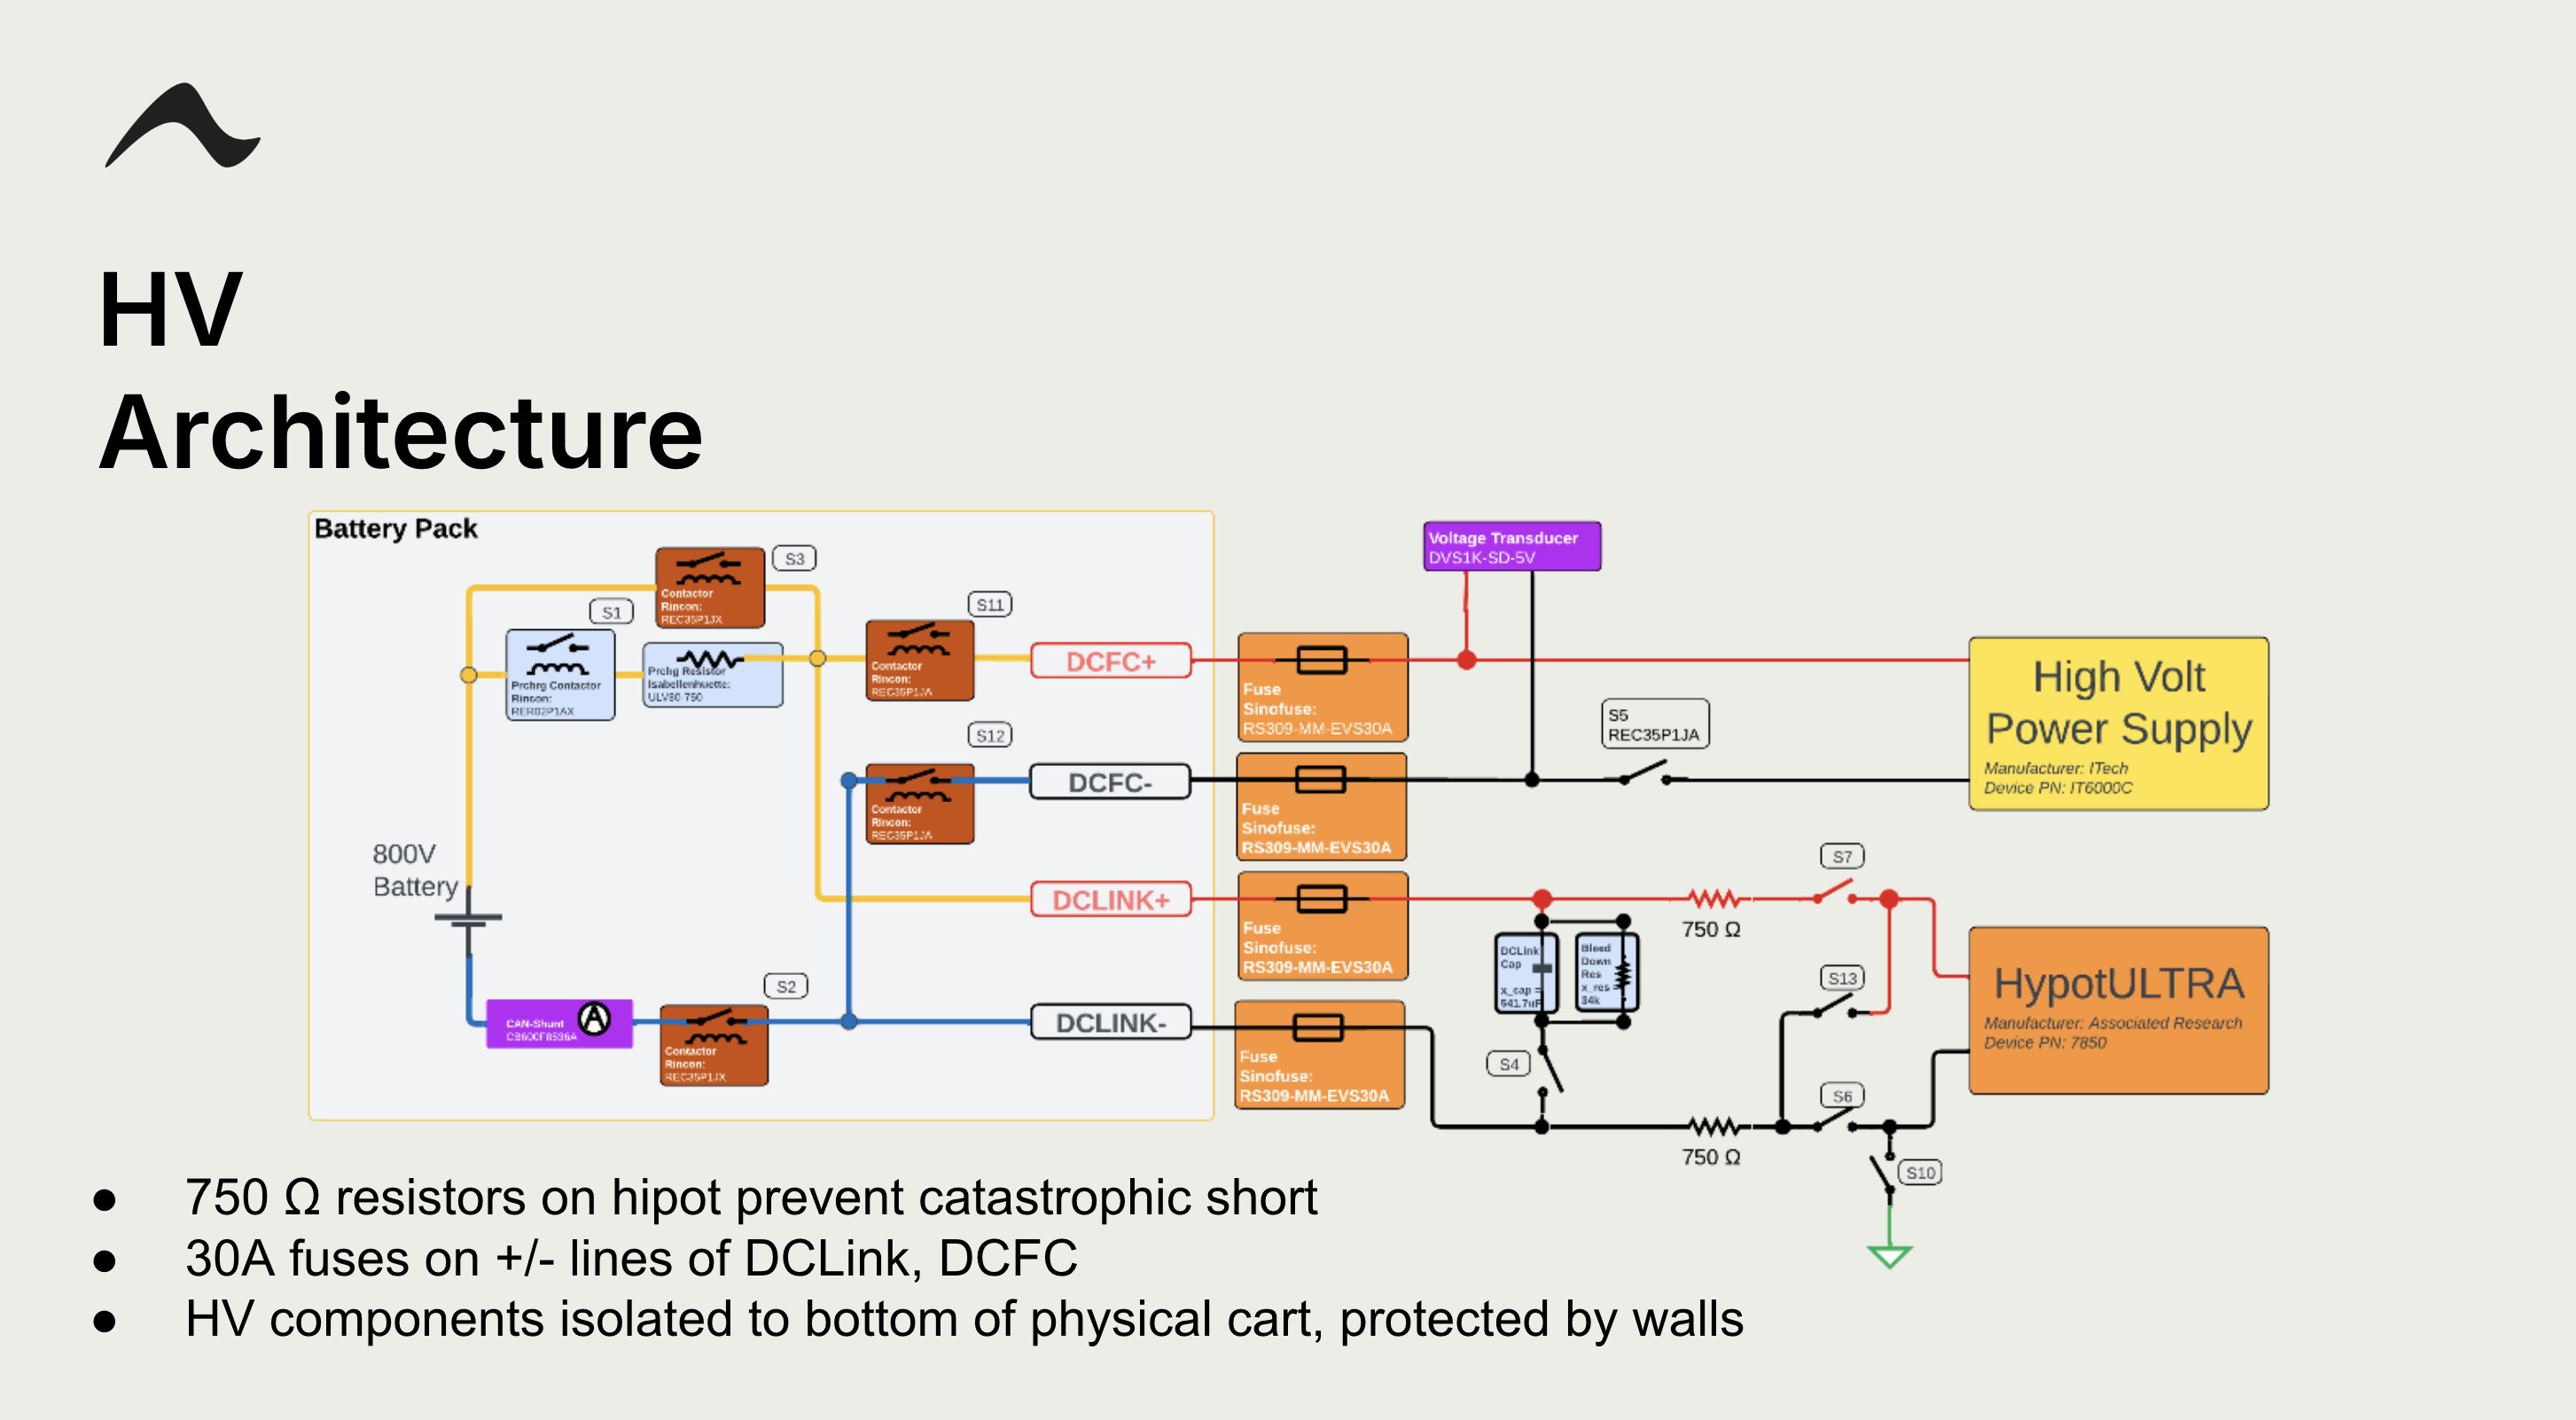 HV
Architecture
Battery Pack
S3
Contactor
Rincon:
REC35P1JX
S1
Prchrg Contactor
Rincon:
RER02P1AX
Prchg Resistor
Isabellenhuette:
ULV80-750
S11
Contactor
Rincon:
REC35P1JA
DCFC+
S12
Contactor
Rincon:
REC35P1JA
DCFC-
DCLINK+
800V
Battery
S2
CAN-Shunt
A
Contactor
Rincon:
REC35P1JX
DCLINK-
Fuse
Sinofuse:
RS309-MM-EVS30A
Fuse
Sinofuse:
RS309-MM-EVS30A
Fuse
Sinofuse:
RS309-MM-EVS30A
Fuse
Sinofuse:
RS309-MM-EVS30A
Voltage Transducer
DVS1K-SD-5V
S5
REC35P1JA
High Volt
Power Supply
Manufacturer: ITech
Device PN: IT6000C
DCLink
Cap
x_cap =
541.7uF
Bleed
Down
Res
x_res =
34k
S4
750 Ω
S7
S13
S6
750 Ω
S10
HypotULTRA
Manufacturer: Associated Research
Device PN: 7850
● 750 Ω resistors on hipot prevent catastrophic short
● 30A fuses on +/- lines of DCLink, DCFC
● HV components isolated to bottom of physical cart, protected by walls